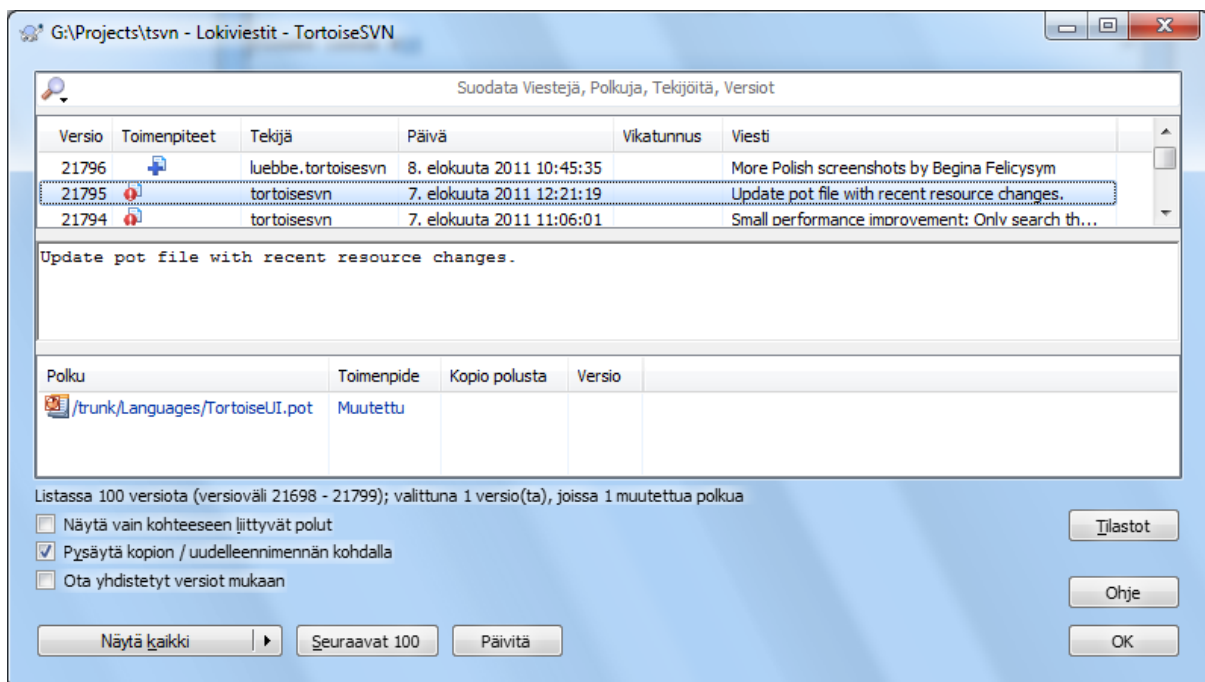 G:\Projects\tsvn - Lokiviestit - TortoiseSVN
Suodata Viestejä, Polkuja, Tekijöitä, Versiot
Versio Toimenpiteet Tekijä Päivä Vikatunnus Viesti
21796 luebbe.tortoisesvn 8. elokuuta 2011 10:45:35 More Polish screenshots by Begina Felicysym
21795 tortoisesvn 7. elokuuta 2011 12:21:19 Update pot file with recent resource changes.
21794 tortoisesvn 7. elokuuta 2011 11:06:01 Small performance improvement: Only search th...
Update pot file with recent resource changes.
Polku Toimenpide Kopio polusta Versio
/trunk/Languages/TortoiseUI.pot Muutettu
Listassa 100 versiota (versioväli 21698 - 21799); valittuna 1 versio(ta), joissa 1 muutettua polkua
Näytä vain kohteeseen liittyvät polut
Tilastot
Pysäytä kopion / uudelleennimennän kohdalla
Ota yhdistetyt versiot mukaan
Ohje
Näytä kaikki Seuraavat 100 Päivitä OK